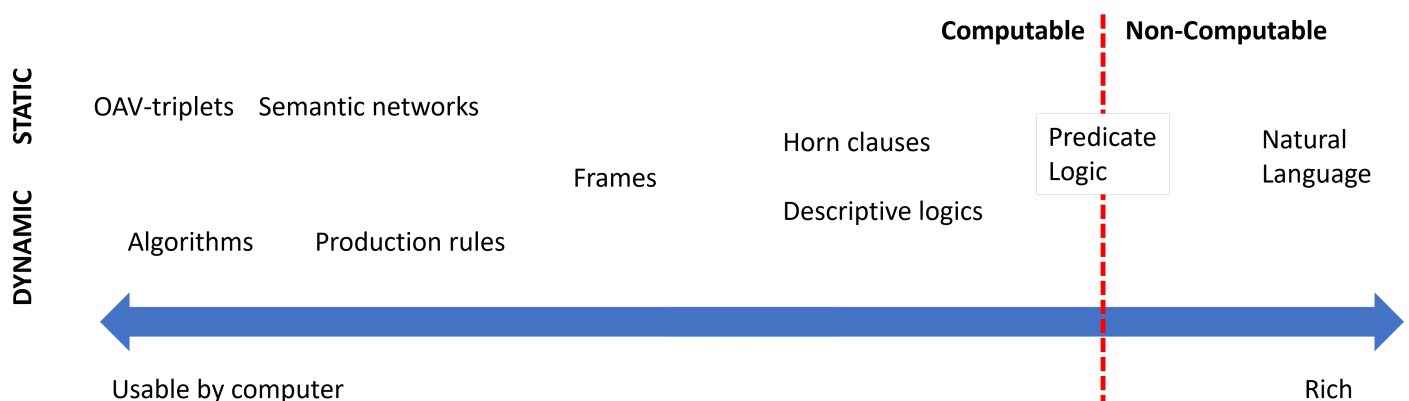 Computable
Non-Computable
STATIC
OAV-triplets
Semantic networks
Horn clauses
Predicate
Logic
Natural
Language
Frames
DYNAMIC
Descriptive logics
Algorithms
Production rules
Usable by computer
Rich